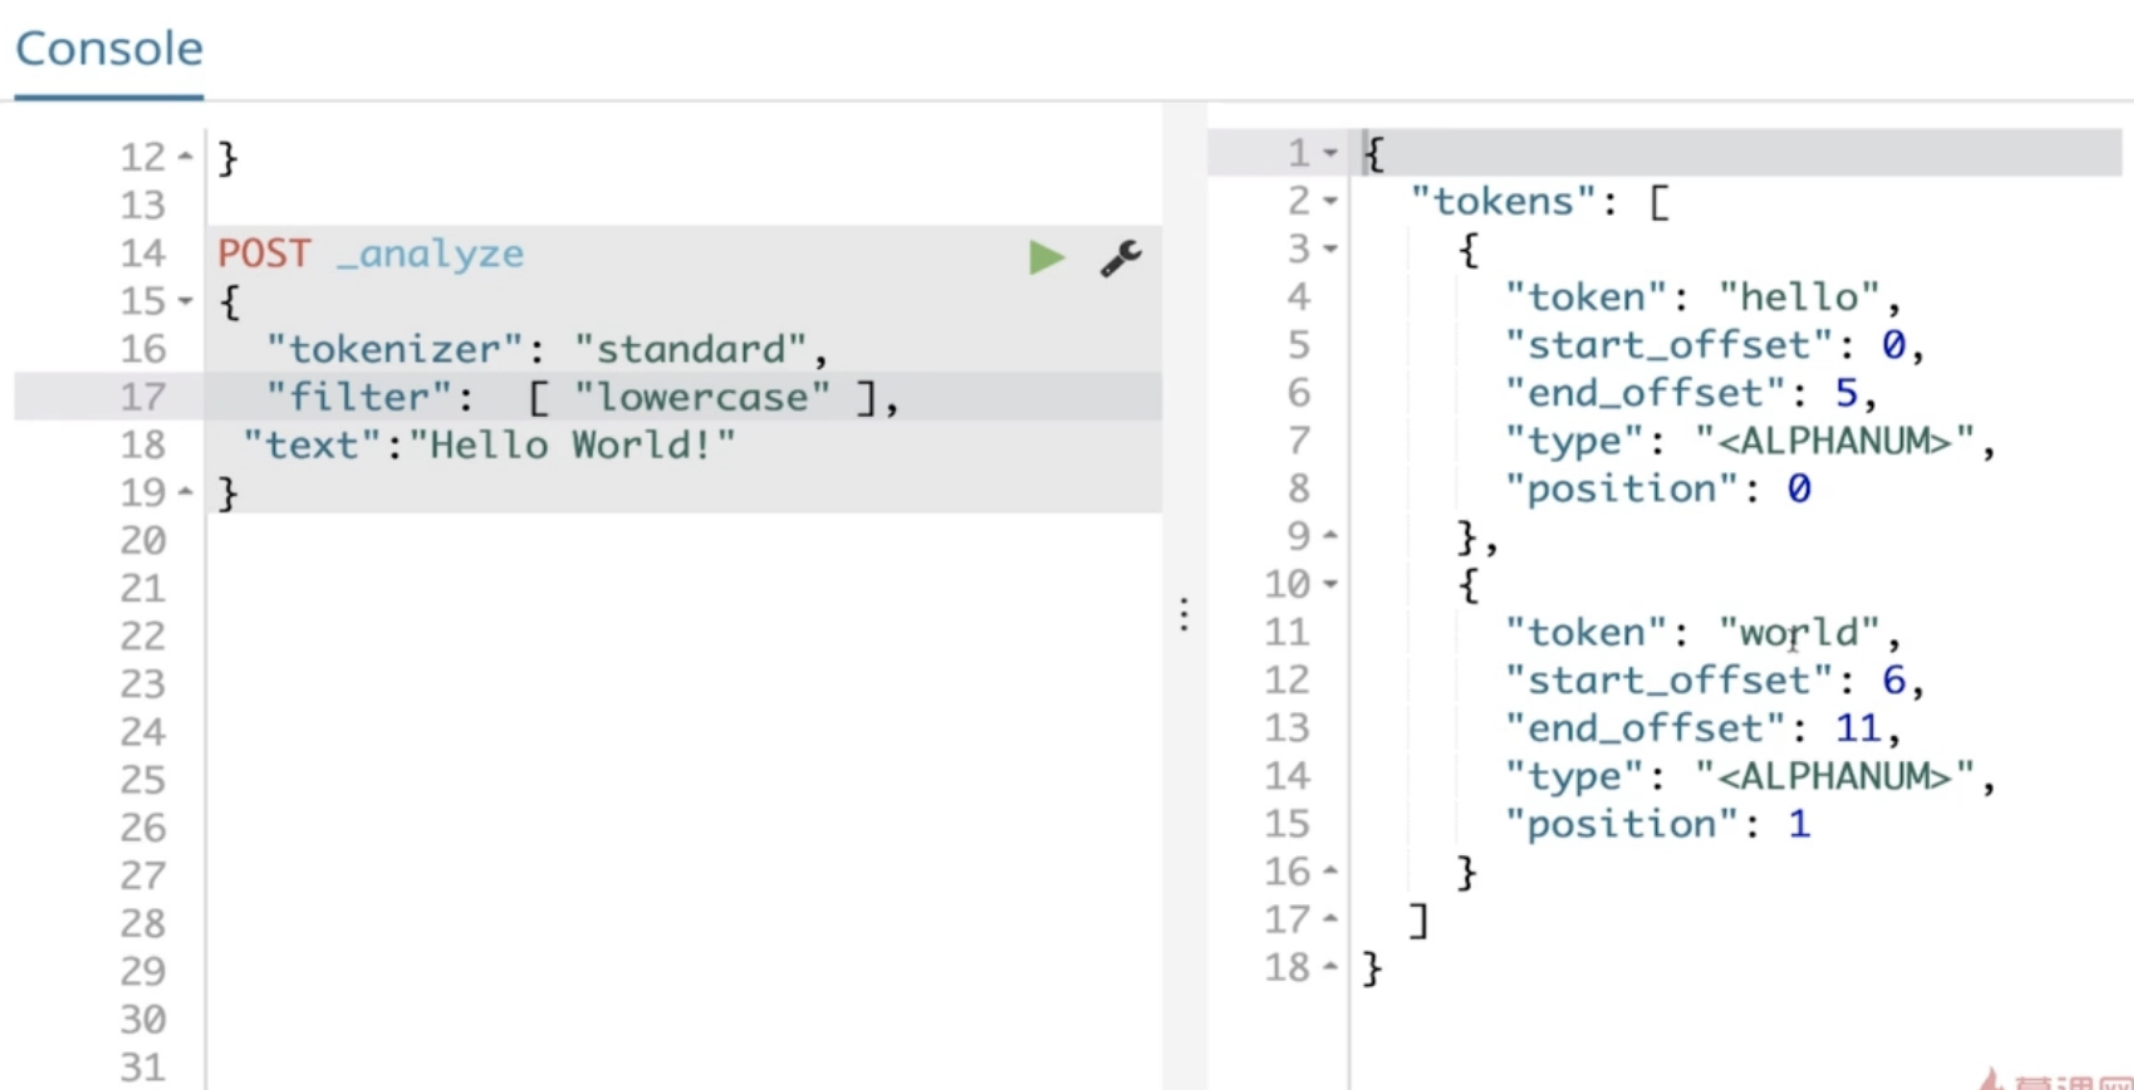 Console
12 }
13
14 POST _analyze
15 {
16 "tokenizer": "standard",
17 "filter":  [ "lowercase" ],
18 "text":"Hello World!"
19 }
20
21
22
23
24
25
26
27
28
29
30
31
1 {
2 "tokens": [
3 {
4 "token": "hello",
5 "start_offset": 0,
6 "end_offset": 5,
7 "type": "<ALPHANUM>",
8 "position": 0
9 },
10 {
11 "token": "world",
12 "start_offset": 6,
13 "end_offset": 11,
14 "type": "<ALPHANUM>",
15 "position": 1
16 }
17 ]
18 }